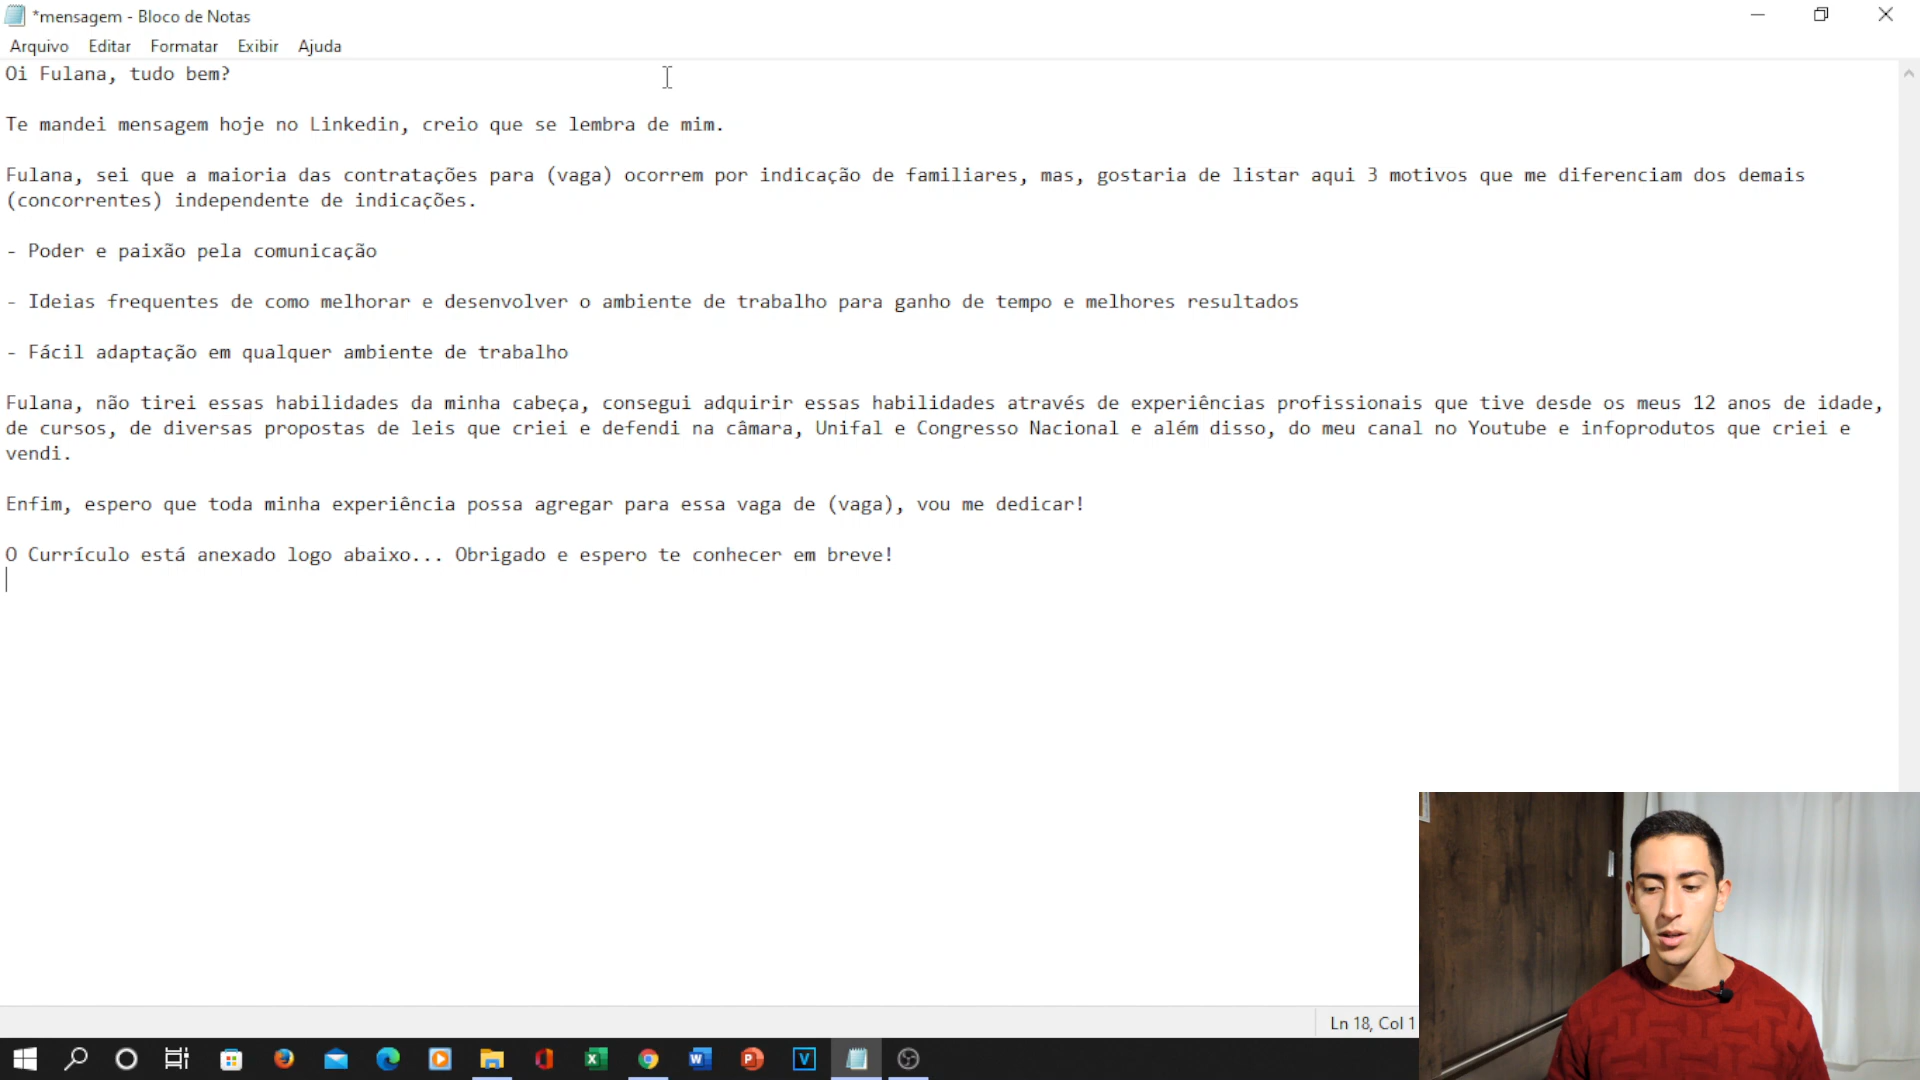 *mensagem - Bloco de Notas
Arquivo Editar Formatar Exibir Ajuda
Oi Fulana, tudo bem?
Te mandei mensagem hoje no Linkedin, creio que se lembra de mim.
Fulana, sei que a maioria das contratações para (vaga) ocorrem por indicação de familiares, mas, gostaria de listar aqui 3 motivos que me diferenciam dos demais
(concorrentes) independente de indicações.
- Poder e paixão pela comunicação
- Ideias frequentes de como melhorar e desenvolver o ambiente de trabalho para ganho de tempo e melhores resultados
- Fácil adaptação em qualquer ambiente de trabalho
Fulana, não tirei essas habilidades da minha cabeça, consegui adquirir essas habilidades através de experiências profissionais que tive desde os meus 12 anos de idade,
de cursos, de diversas propostas de leis que criei e defendi na câmara, Unifal e Congresso Nacional e além disso, do meu canal no Youtube e infoprodutos que criei e
vendi.
Enfim, espero que toda minha experiência possa agregar para essa vaga de (vaga), vou me dedicar!
O Currículo está anexado logo abaixo... Obrigado e espero te conhecer em breve!
Ln 18, Col 1